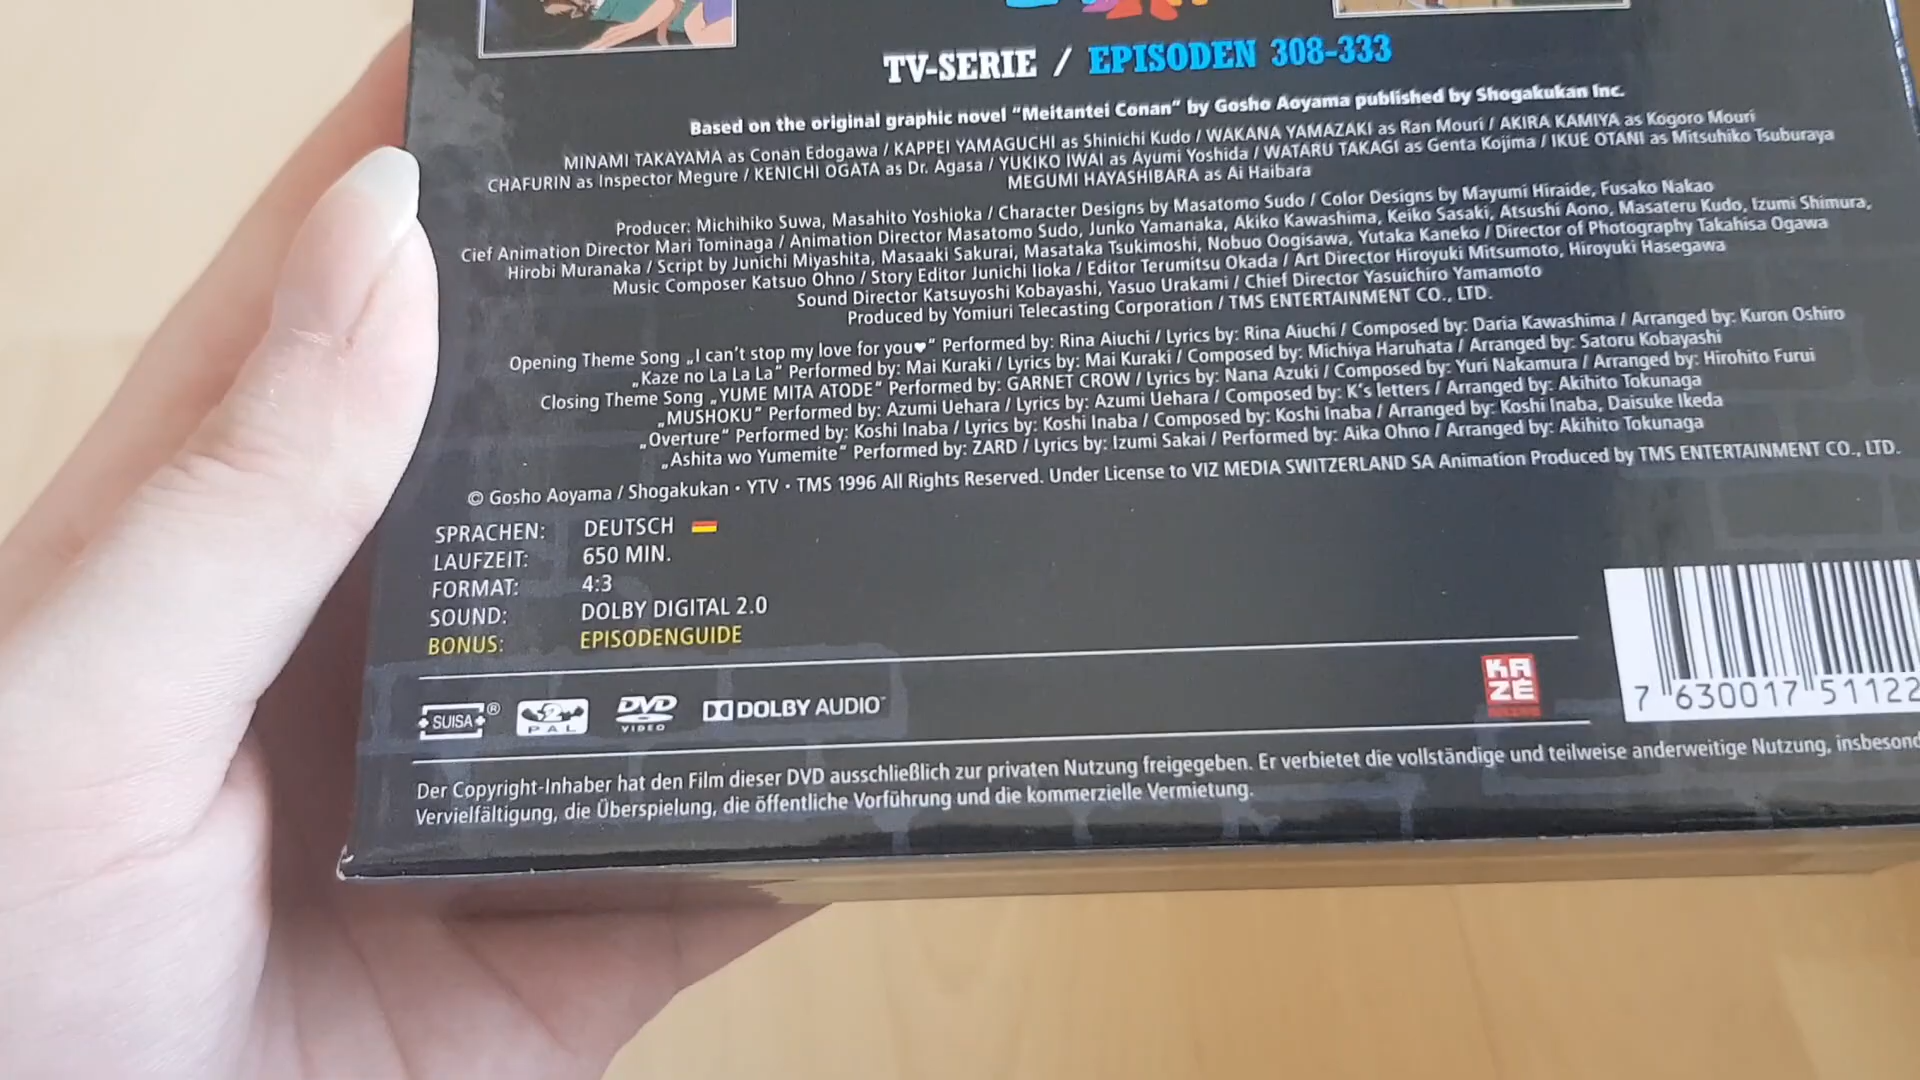 TV-SERIE / EPISODEN 308-333
Based on the original graphic novel "Meitantei Conan" by Gosho Aoyama published by Shogakukan Inc.
MINAMI TAKAYAMA as Conan Edogawa / KAPPEI YAMAGUCHI as Shinichi Kudo / WAKANA YAMAZAKI as Ran Mouri / AKIRA KAMIYA as Kogoro Mouri
CHAFURIN as Inspector Megure / KENICHI OGATA as Dr. Agasa / YUKIKO IWAI as Ayumi Yoshida / WATARU TAKAGI as Genta Kojima / IKUE OTANI as Mitsuhiko Tsuburaya
MEGUMI HAYASHIBARA as Ai Haibara
Producer: Michihiko Suwa, Masahito Yoshioka / Character Designs by Masatomo Sudo / Color Designs by Mayumi Hiraide, Fusako Nakao
Cief Animation Director Mari Tominaga / Animation Director Masatomo Sudo, Junko Yamanaka, Akiko Kawashima, Keiko Sasaki, Atsushi Aono, Masateru Kudo, Izumi Shimura,
Hirobi Muranaka / Script by Junichi Miyashita, Masaaki Sakurai, Masataka Tsukimoshi, Nobuo Oogisawa, Yutaka Kaneko / Director of Photography Takahisa Ogawa
Music Composer Katsuo Ohno / Story Editor Junichi Iioka / Editor Terumitsu Okada / Art Director Hiroyuki Mitsumoto, Hiroyuki Hasegawa
Sound Director Katsuyoshi Kobayashi, Yasuo Urakami / Chief Director Yasuichiro Yamamoto
Produced by Yomiuri Telecasting Corporation / TMS ENTERTAINMENT CO., LTD.
Opening Theme Song „I can't stop my love for you♥“ Performed by: Rina Aiuchi / Lyrics by: Rina Aiuchi / Composed by: Daria Kawashima / Arranged by: Kuron Oshiro
„Kaze no La La La“ Performed by: Mai Kuraki / Lyrics by: Mai Kuraki / Composed by: Michiya Haruhata / Arranged by: Satoru Kobayashi
Closing Theme Song „YUME MITA ATODE“ Performed by: GARNET CROW / Lyrics by: Nana Azuki / Composed by: Yuri Nakamura / Arranged by: Hirohito Furui
„MUSHOKU“ Performed by: Azumi Uehara / Lyrics by: Azumi Uehara / Composed by: K's letters / Arranged by: Akihito Tokunaga
„Overture“ Performed by: Koshi Inaba / Lyrics by: Koshi Inaba / Composed by: Koshi Inaba / Arranged by: Koshi Inaba, Daisuke Ikeda
„Ashita wo Yumemite“ Performed by: ZARD / Lyrics by: Izumi Sakai / Performed by: Aika Ohno / Arranged by: Akihito Tokunaga
© Gosho Aoyama / Shogakukan • YTV • TMS 1996 All Rights Reserved. Under License to VIZ MEDIA SWITZERLAND SA Animation Produced by TMS ENTERTAINMENT CO., LTD.
SPRACHEN: DEUTSCH
LAUFZEIT: 650 MIN.
FORMAT: 4:3
SOUND: DOLBY DIGITAL 2.0
BONUS: EPISODENGUIDE
SUISA ® 2 PAL DVD VIDEO DOLBY AUDIO™
KAZÉ
7 630017 51122
Der Copyright-Inhaber hat den Film dieser DVD ausschließlich zur privaten Nutzung freigegeben. Er verbietet die vollständige und teilweise anderweitige Nutzung, insbesond
Vervielfältigung, die Überspielung, die öffentliche Vorführung und die kommerzielle Vermietung.